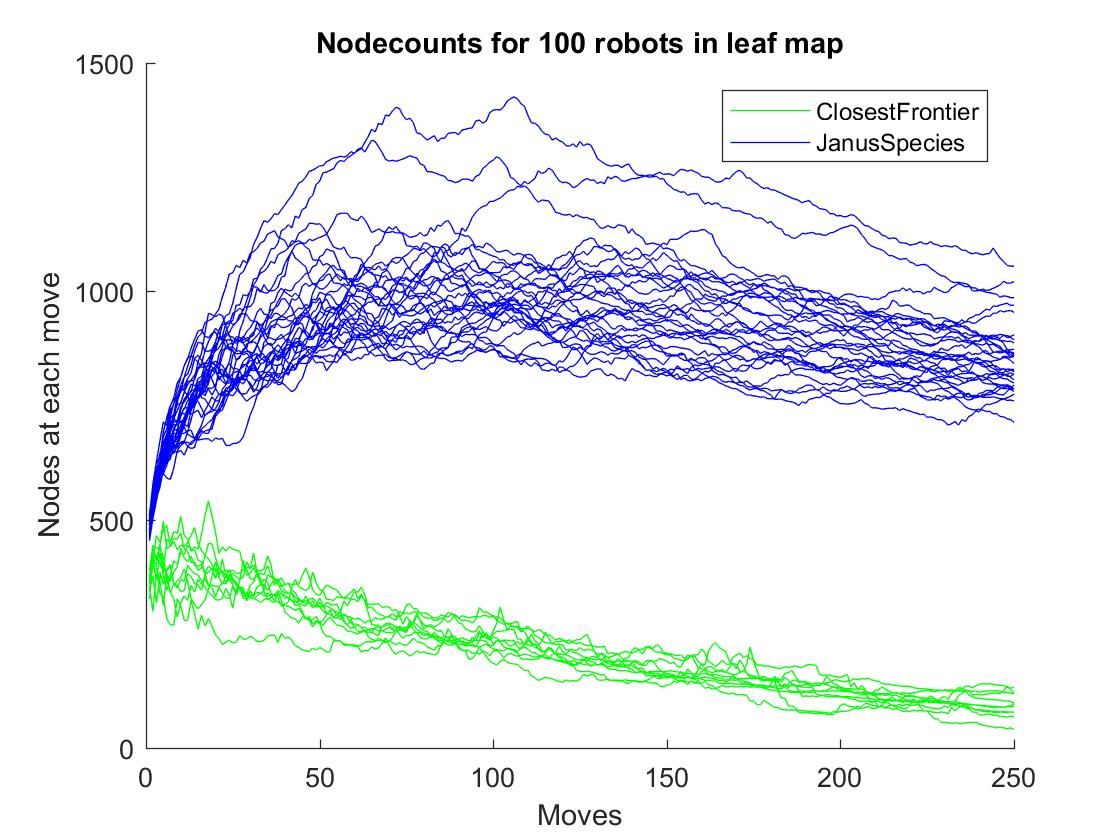 Nodecounts for 100 robots in leaf map
1500
ClosestFrontier
JanusSpecies
1000
Nodes at each move
500
0
0 50 100 150 200 250
Moves